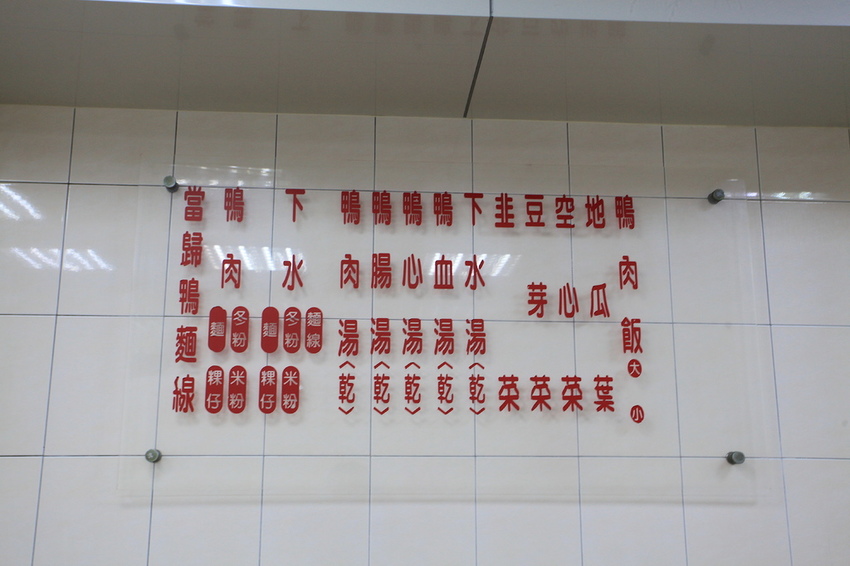 鴨肉飯大小
地瓜葉
空心菜
豆芽菜
韭菜
下水湯(乾)
鴨血湯(乾)
鴨心湯(乾)
鴨腸湯(乾)
鴨肉湯(乾)
下水
麵線
冬粉
米粉
麵
粿仔
鴨肉
冬粉
米粉
麵
粿仔
當歸鴨麵線